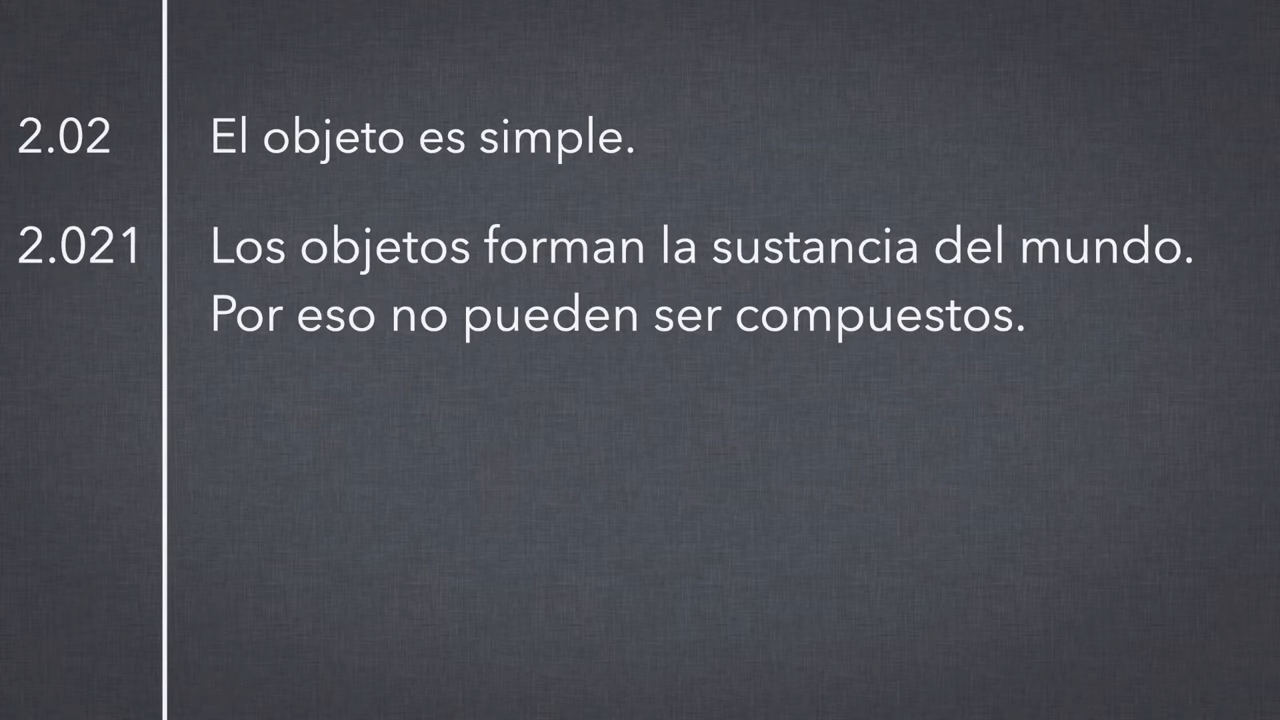 2.02 El objeto es simple.
2.021 Los objetos forman la sustancia del mundo.
Por eso no pueden ser compuestos.